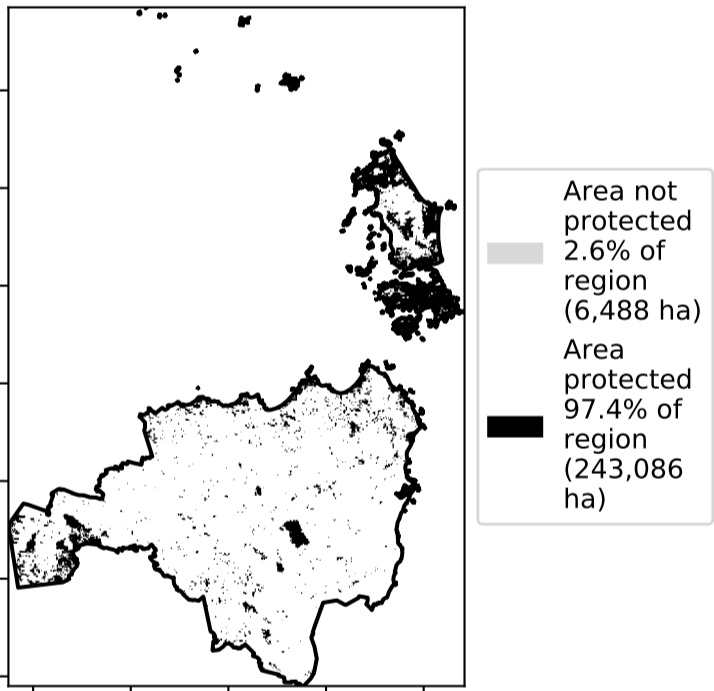 Area not
protected
2.6% of
region
(6,488 ha)
Area
protected
97.4% of
region
(243,086
ha)